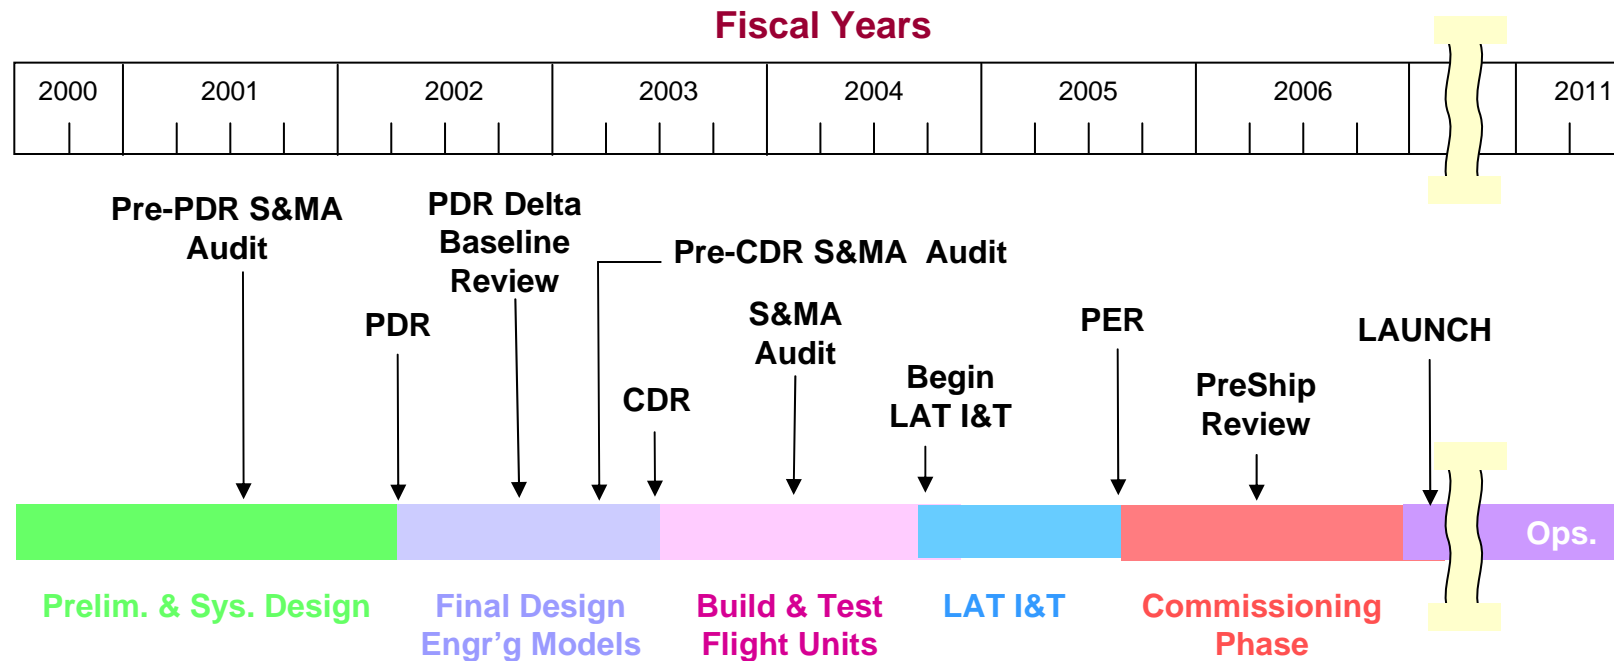 Fiscal Years
2000 2001 2002 2003 2004 2005 2006 2011
Pre-PDR S&MA
Audit
PDR
PDR Delta
Baseline
Review
Pre-CDR S&MA Audit
CDR
S&MA
Audit
Begin
LAT I&T
PER
PreShip
Review
LAUNCH
Ops.
Prelim. & Sys. Design
Final Design
Engr’g Models
Build & Test
Flight Units
LAT I&T
Commissioning
Phase